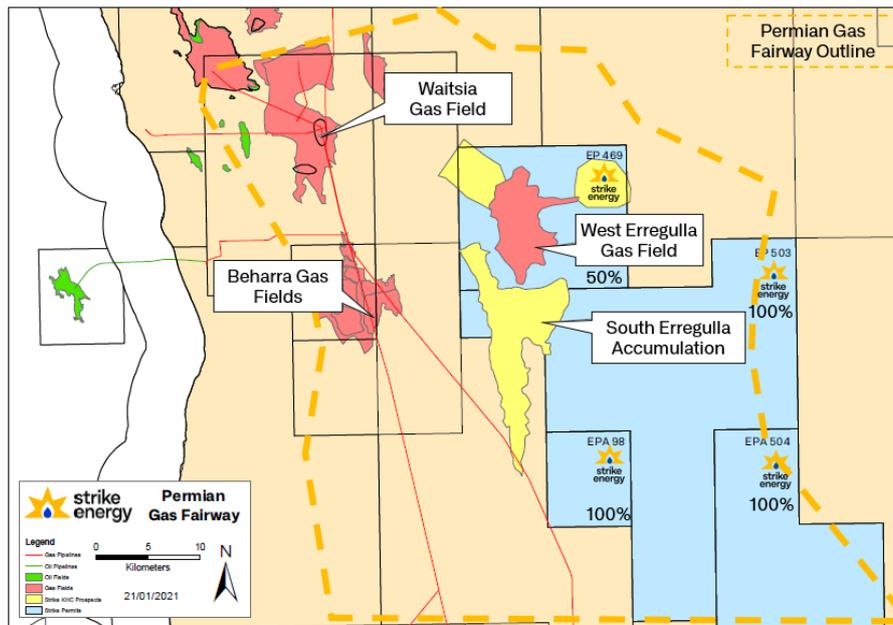 Permian Gas
Fairway Outline
Waitsia
Gas Field
EP 469
strike
energy
West Erregulla
Gas Field
50%
EP 503
strike
energy
100%
Beharra Gas
Fields
South Erregulla
Accumulation
EPA 98
strike
energy
100%
EPA 504
strike
energy
100%
strike
energy
Permian
Gas Fairway
Legend
Gas Pipelines
Oil Pipelines
Oil Fields
Gas Fields
Strike KHC Prospects
Strike Permits
0 5 10
Kilometers
21/01/2021
N